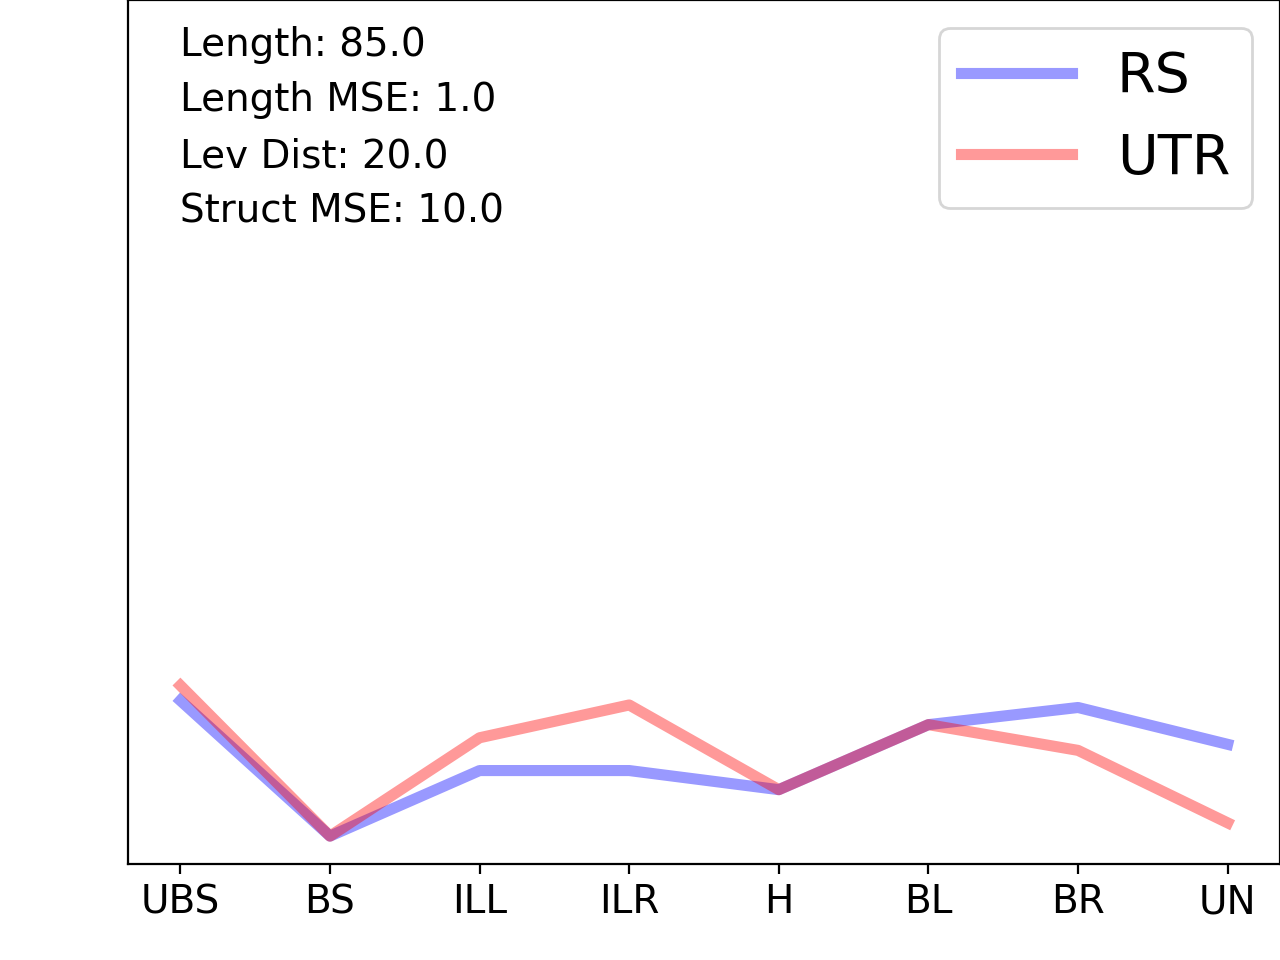 Length: 85.0
Length MSE: 1.0
Lev Dist: 20.0
Struct MSE: 10.0
RS
UTR
UBS BS ILL ILR H BL BR UN